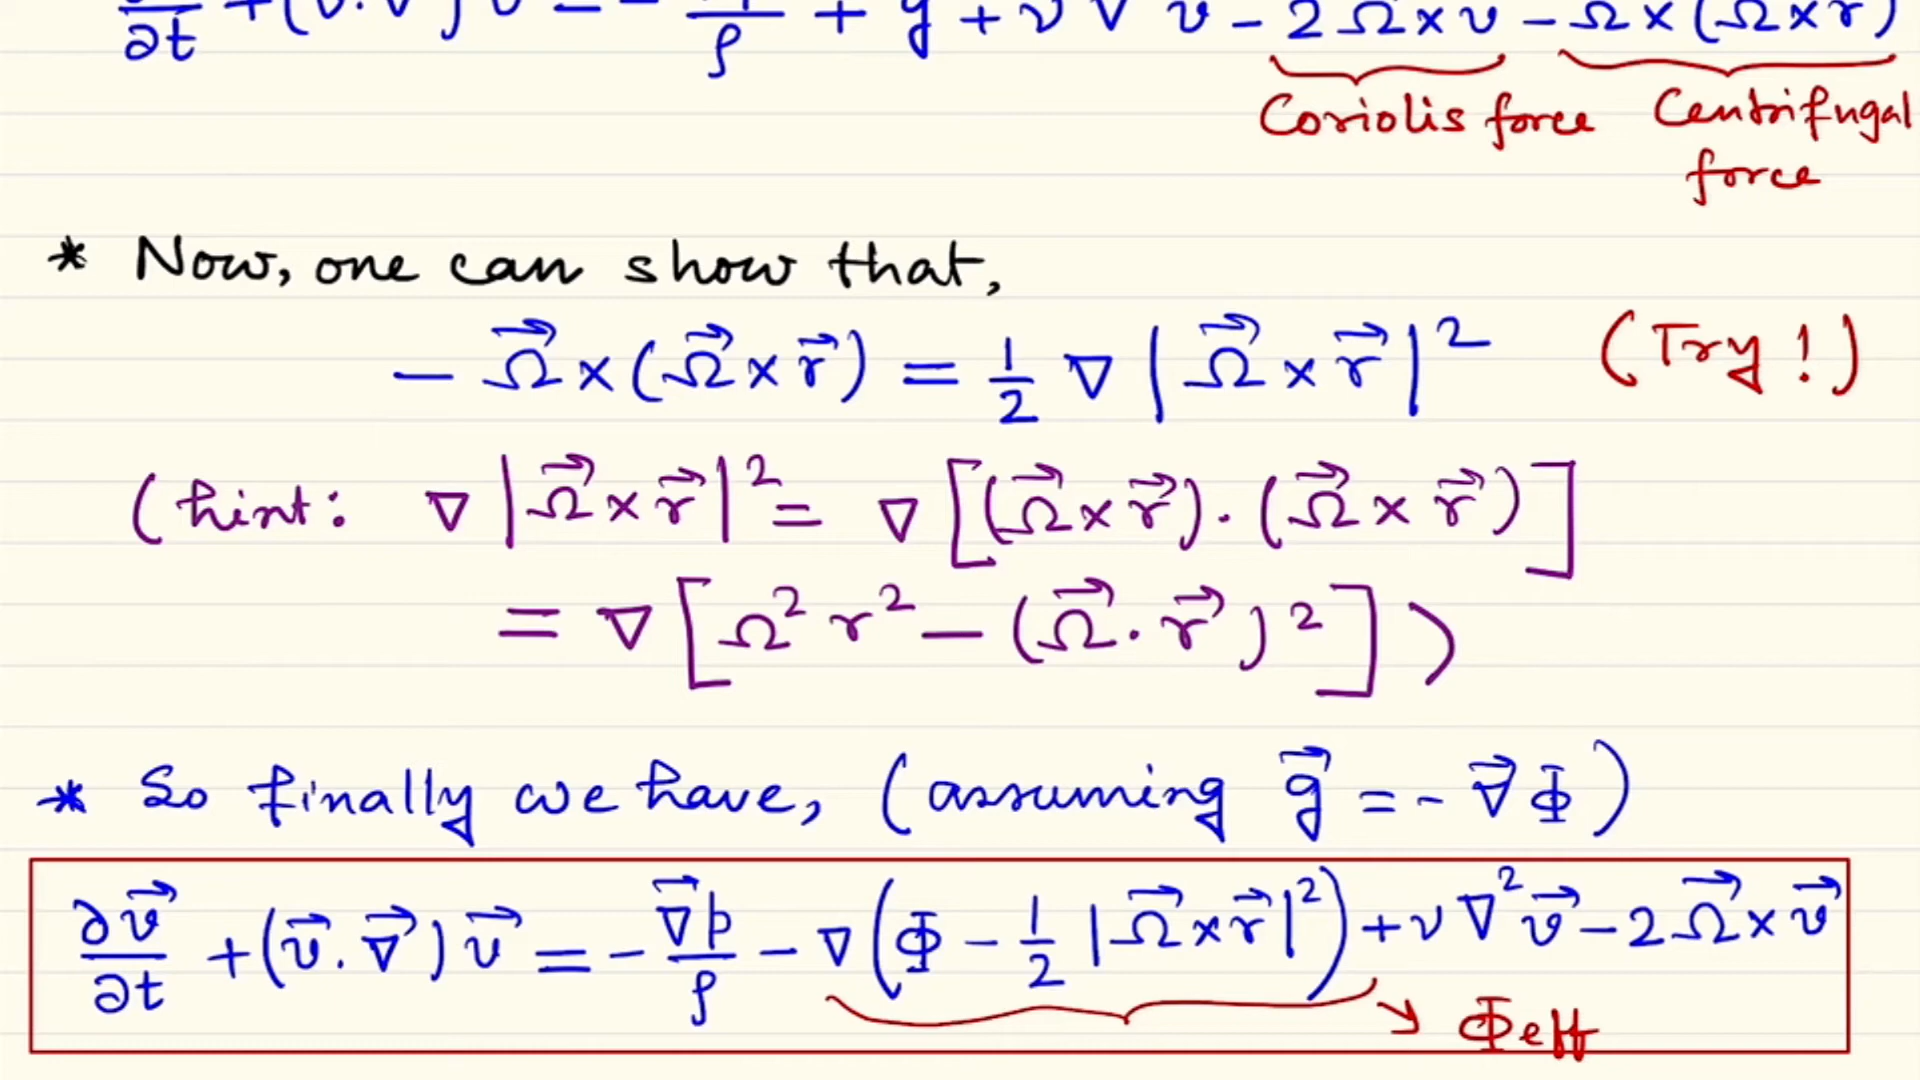 ∂t + (v⃗·∇⃗)v⃗ = - ∇p/ρ + g⃗ + ν∇²v⃗ - 2Ω×v - Ω×(Ω×r)
Coriolis force Centrifugal
force
* Now, one can show that,
- Ω⃗×(Ω⃗×r⃗) = 1/2 ∇|Ω⃗×r⃗|² (Try!)
(hint: ∇|Ω⃗×r⃗|² = ∇[(Ω⃗×r⃗)·(Ω⃗×r⃗)]
= ∇[Ω²r² - (Ω⃗·r⃗)²])
* So finally we have, (assuming g⃗ = - ∇⃗Φ)
∂v⃗/∂t + (v⃗·∇⃗)v⃗ = - ∇⃗p/ρ - ∇(Φ - 1/2|Ω⃗×r⃗|²) + ν∇²v⃗ - 2Ω⃗×v⃗
→ Φeff